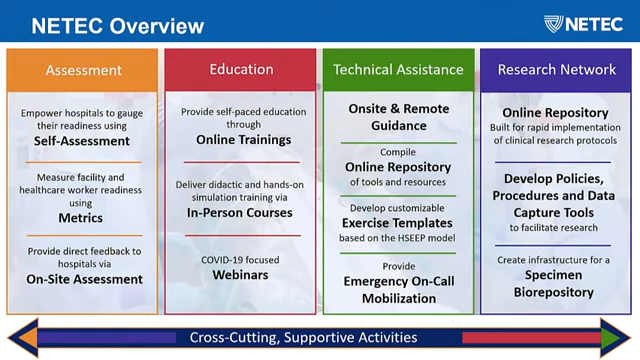 NETEC Overview
NETEC
Assessment
Empower hospitals to gauge
their readiness using
Self-Assessment
Measure facility and
healthcare worker readiness
using
Metrics
Provide direct feedback to
hospitals via
On-Site Assessment
Education
Provide self-paced education
through
Online Trainings
Deliver didactic and hands-on
simulation training via
In-Person Courses
COVID-19 focused
Webinars
Technical Assistance
Onsite & Remote
Guidance
Compile
Online Repository
of tools and resources
Develop customizable
Exercise Templates
based on the HSEEP model
Provide
Emergency On-Call
Mobilization
Research Network
Online Repository
Built for rapid implementation
of clinical research protocols
Develop Policies,
Procedures and Data
Capture Tools
to facilitate research
Create infrastructure for a
Specimen
Biorepository
Cross-Cutting, Supportive Activities